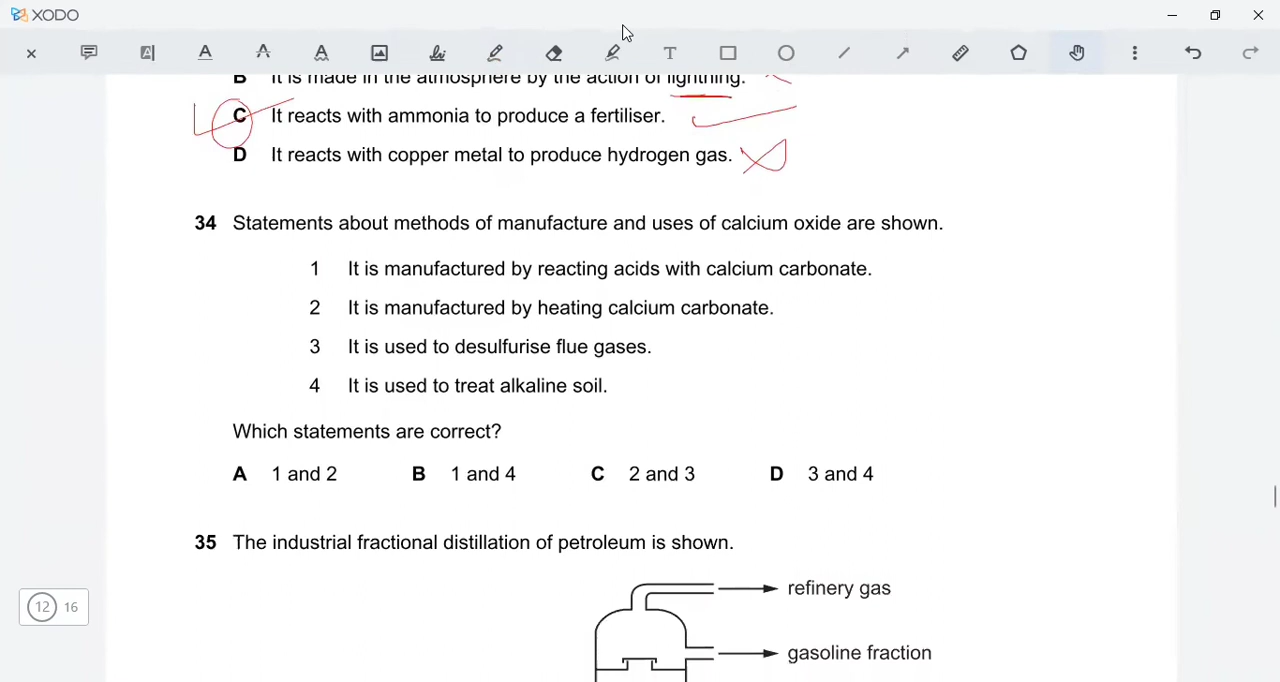 XODO
B It is made in the atmosphere by the action of lightning.
C It reacts with ammonia to produce a fertiliser.
D It reacts with copper metal to produce hydrogen gas.
34 Statements about methods of manufacture and uses of calcium oxide are shown.
1 It is manufactured by reacting acids with calcium carbonate.
2 It is manufactured by heating calcium carbonate.
3 It is used to desulfurise flue gases.
4 It is used to treat alkaline soil.
Which statements are correct?
A 1 and 2 B 1 and 4 C 2 and 3 D 3 and 4
35 The industrial fractional distillation of petroleum is shown.
refinery gas
12 16
gasoline fraction